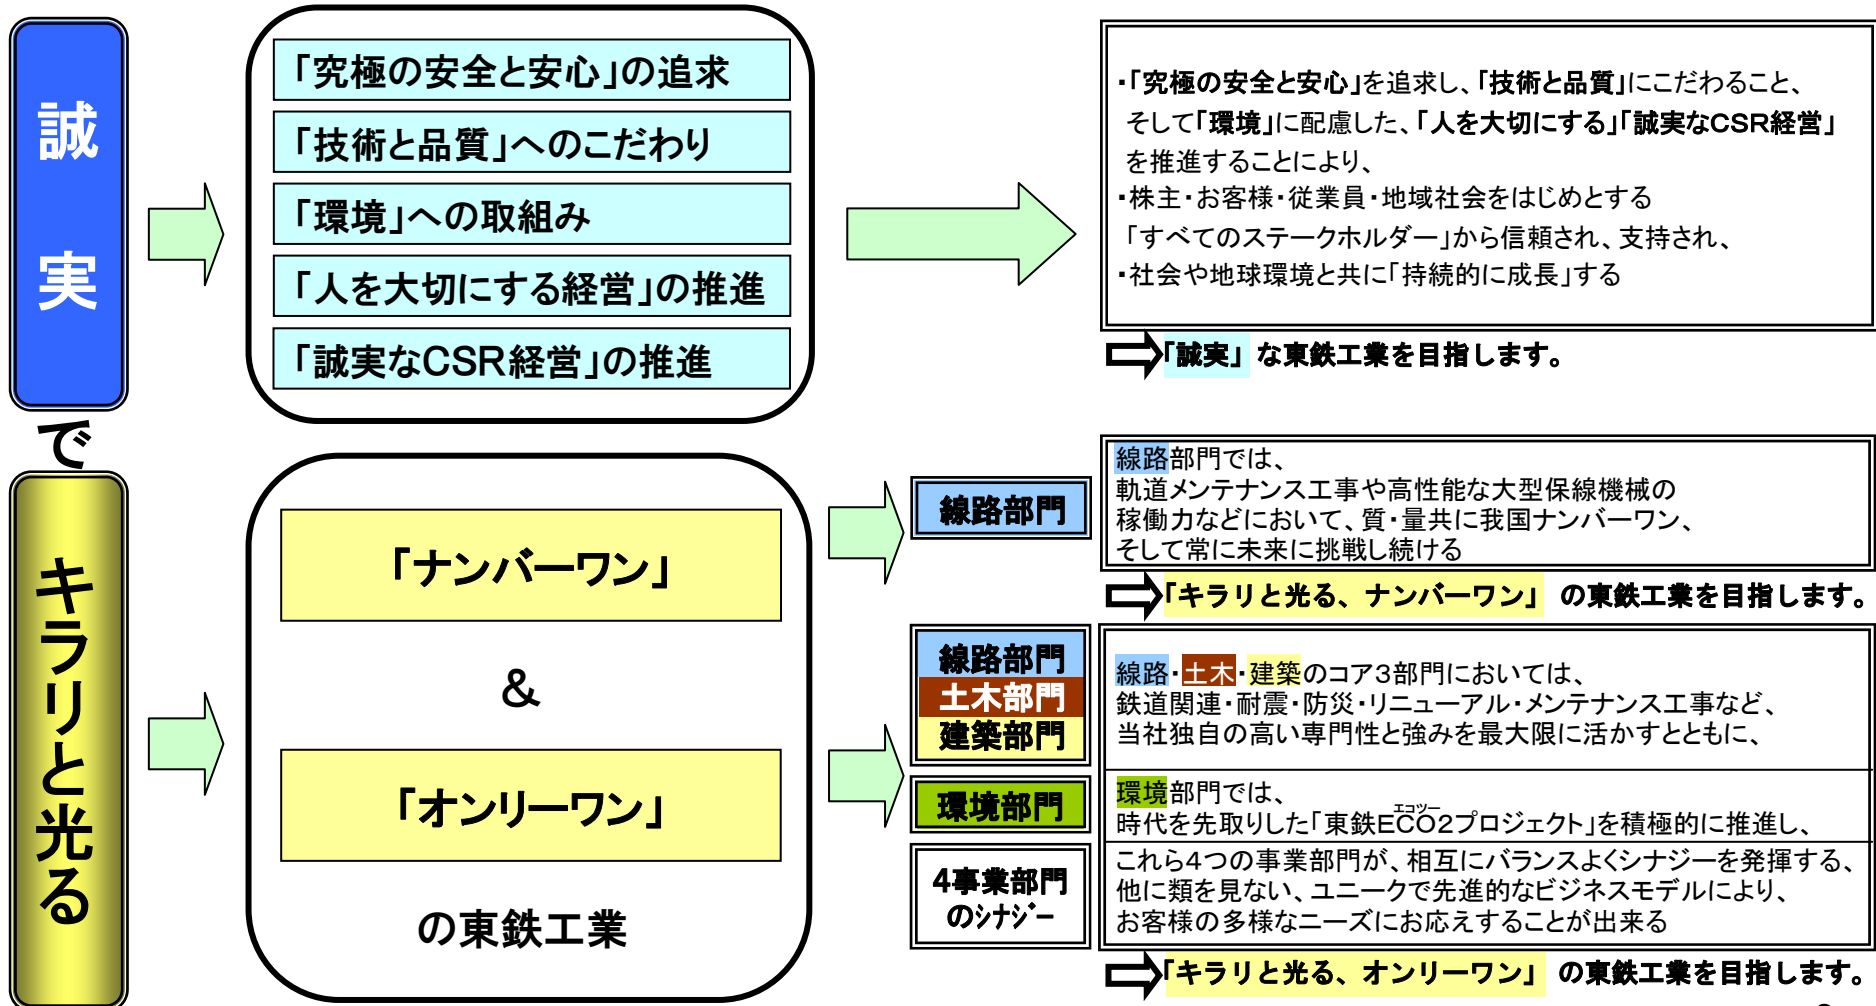 誠実
で
キラリと光る
「究極の安全と安心」の追求
「技術と品質」へのこだわり
「環境」への取組み
「人を大切にする経営」の推進
「誠実なCSR経営」の推進
・「究極の安全と安心」を追求し、「技術と品質」にこだわること、
そして「環境」に配慮した、「人を大切にする」「誠実なCSR経営」
を推進することにより、
・株主・お客様・従業員・地域社会をはじめとする
「すべてのステークホルダー」から信頼され、支持され、
・社会や地球環境と共に「持続的に成長」する
「誠実」な東鉄工業を目指します。
「ナンバーワン」
&
「オンリーワン」
の東鉄工業
線路部門
線路部門では、
軌道メンテナンス工事や高性能な大型保線機械の
稼働力などにおいて、質・量共に我国ナンバーワン、
そして常に未来に挑戦し続ける
「キラリと光る、ナンバーワン」 の東鉄工業を目指します。
線路部門
土木部門
建築部門
線路・土木・建築のコア3部門においては、
鉄道関連・耐震・防災・リニューアル・メンテナンス工事など、
当社独自の高い専門性と強みを最大限に活かすとともに、
環境部門
環境部門では、
エコツー
時代を先取りした「東鉄ECO2プロジェクト」を積極的に推進し、
4事業部門
のシナジー
これら4つの事業部門が、相互にバランスよくシナジーを発揮する、
他に類を見ない、ユニークで先進的なビジネスモデルにより、
お客様の多様なニーズにお応えすることが出来る
「キラリと光る、オンリーワン」 の東鉄工業を目指します。